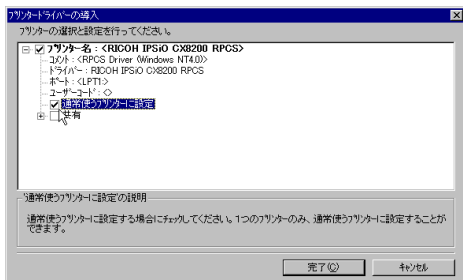 プリンタードライバーの導入
プリンターの選択と設定を行ってください。
プリンター名 : <RICOH IPSiO CX8200 RPCS>
コメント : <RPCS Driver (Windows NT4.0)>
ドライバー : RICOH IPSiO CX8200 RPCS
ポート : <LPT1:>
ユーザーコード : <>
通常使うプリンターに設定
共有
'通常使うプリンターに設定'の説明
通常使うプリンターに設定する場合にチェックしてください。1つのプリンターのみ、通常使うプリンターに設定することが
できます。
完了(C)
キャンセル